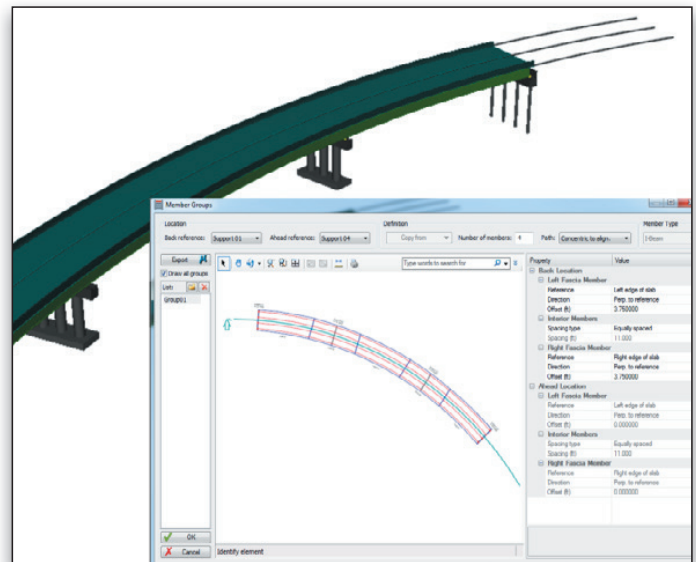 Member Groups
Location
Back reference: Support 01 Ahead reference: Support 04
Definition
Copy from Number of members: Path: Concentric to align.
Member Type
I-Beam
Export
Draw all groups
Lists
Group01
Type words to search for
Property Value
Back Location
Left Fascia Member
Reference Left edge of slab
Direction Perp. to reference
Offset (ft) 3.750000
Interior Members
Spacing type Equally spaced
Spacing (ft) 11.000
Right Fascia Member
Reference Right edge of slab
Direction Perp. to reference
Offset (ft) 3.750000
Ahead Location
Left Fascia Member
Reference Left edge of slab
Direction Perp. to reference
Offset (ft) 0.000000
Interior Members
Spacing type Equally spaced
Spacing (ft) 11.000
Right Fascia Member
Reference Right edge of slab
Direction Perp. to reference
Offset (ft) 0.000000
OK
Cancel
Identify element